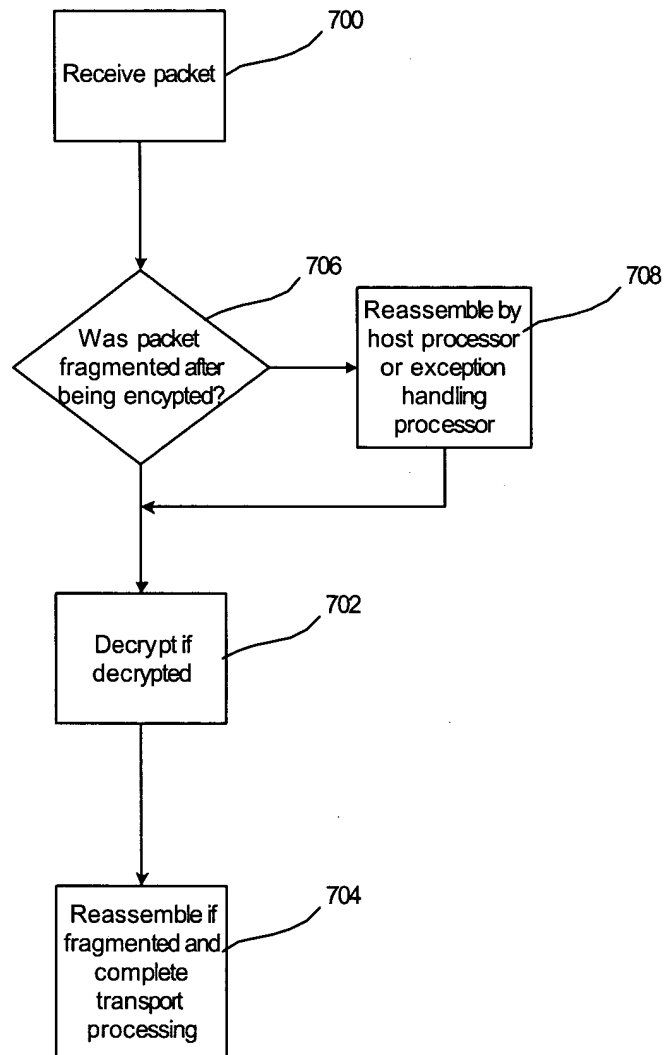 700
Receive packet
706
Was packet
fragmented after
being encypted?
708
Reassemble by
host processor
or exception
handling
processor
702
Decrypt if
decrypted
704
Reassemble if
fragmented and
complete
transport
processing